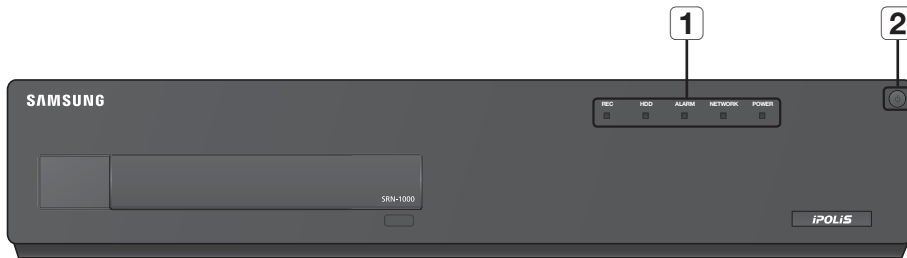 1 2
SAMSUNG
REC HDD ALARM NETWORK POWER
SRN-1000
iPOLiS